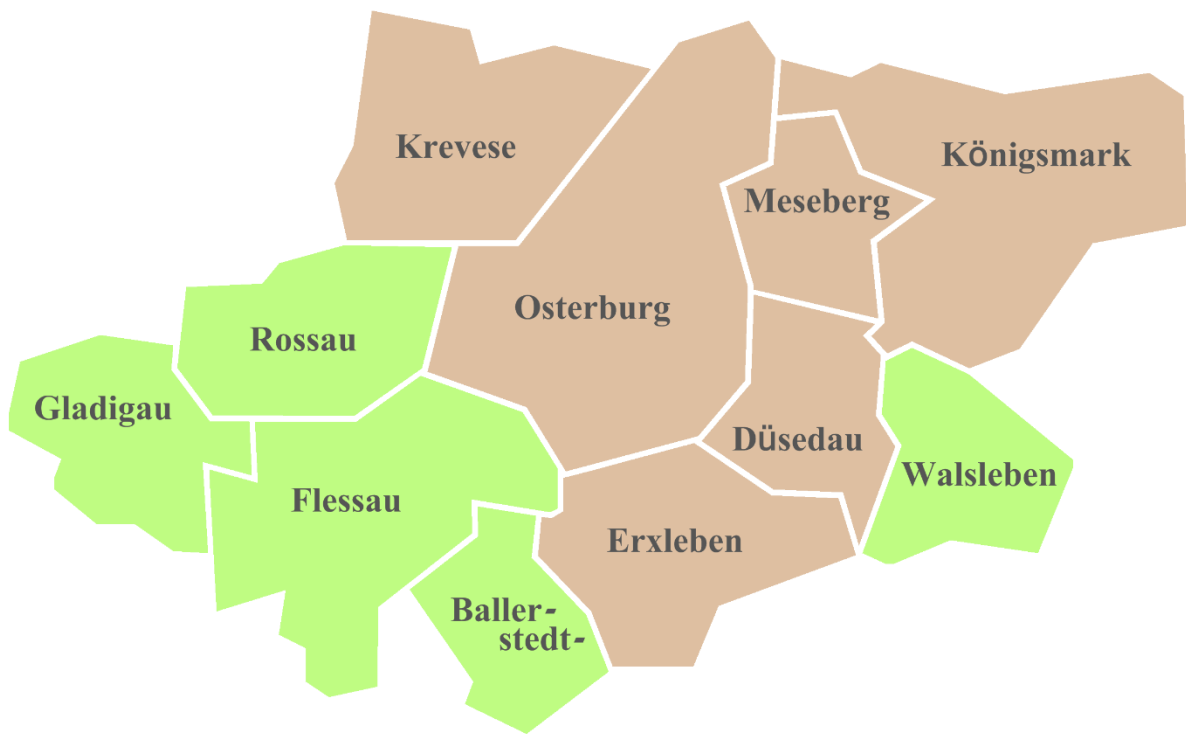 Krevese
Königsmark
Meseberg
Osterburg
Rossau
Gladigau
Düsedau
Walsleben
Flessau
Erxleben
Baller-
stedt-